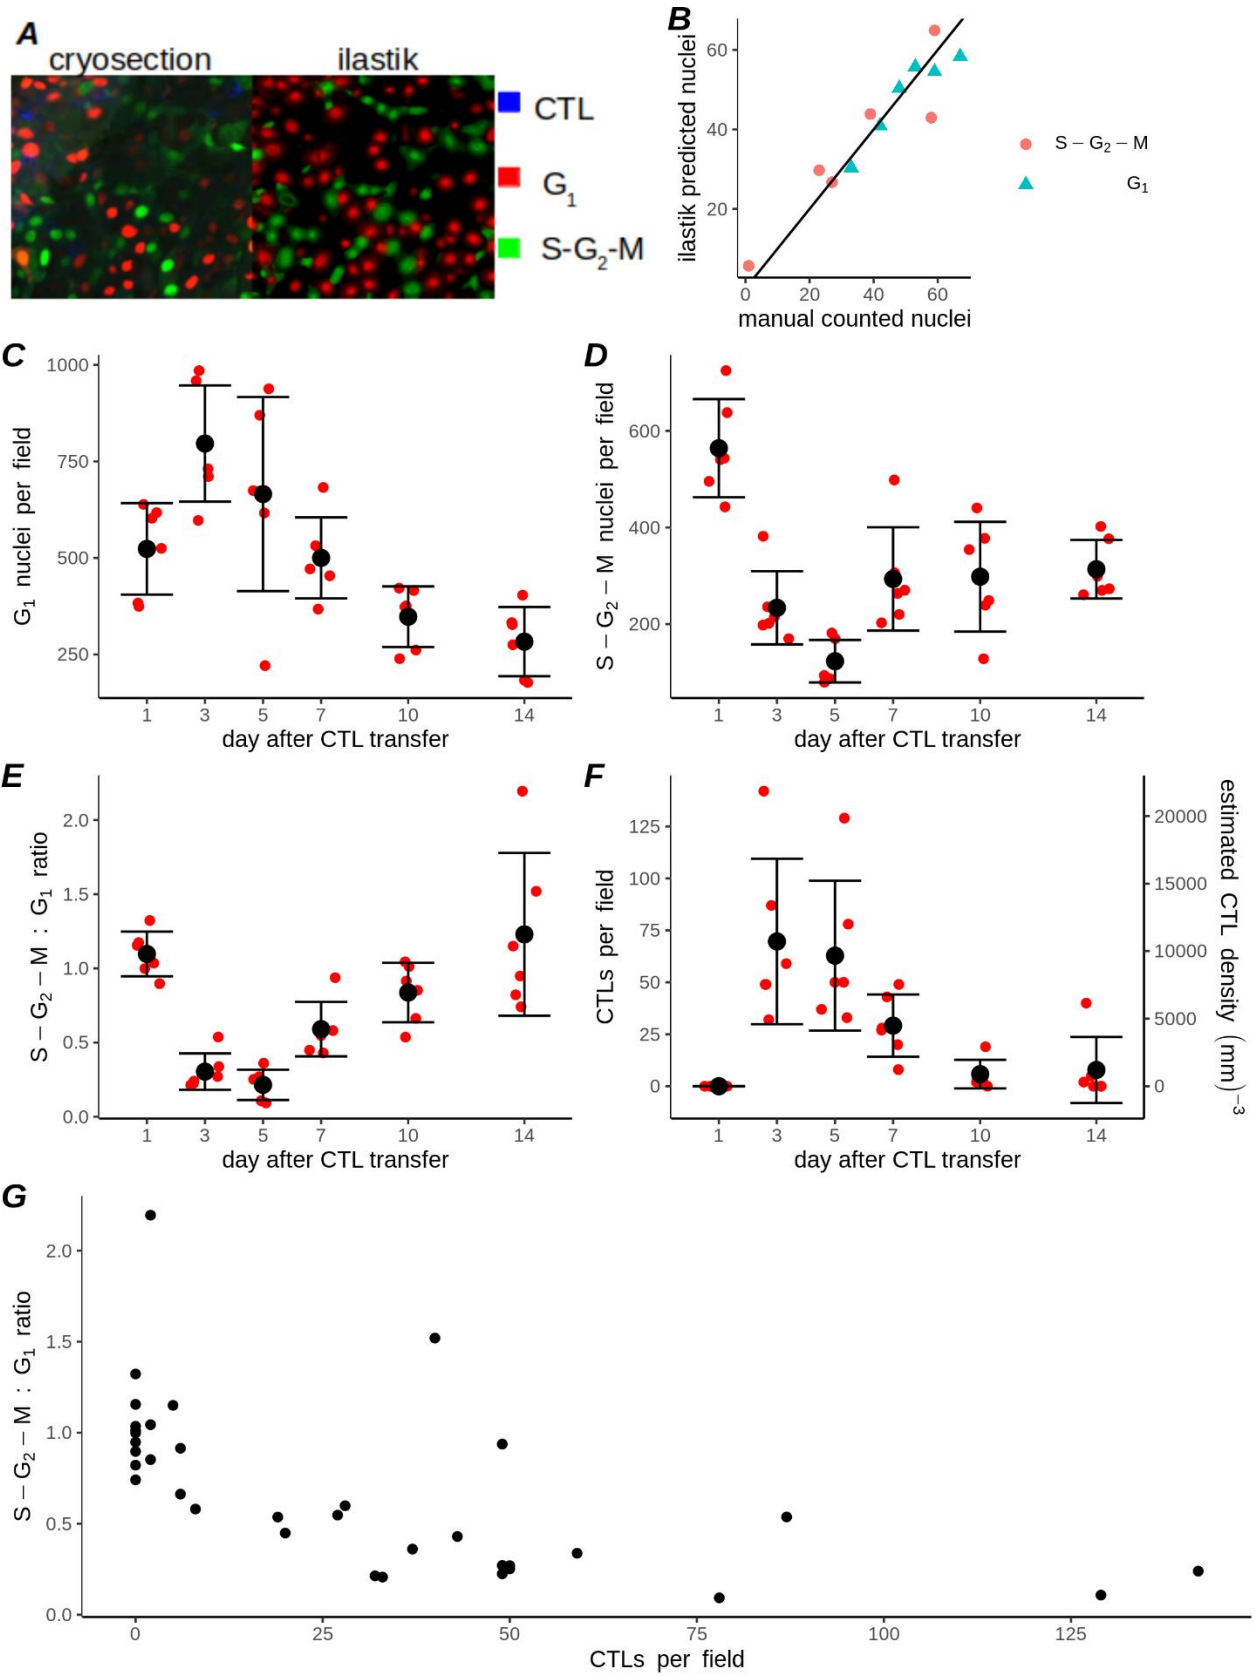 A
cryosection ilastik
CTL
G1
S-G2-M
B
ilastik predicted nuclei
60
40
20
0 20 40 60
manual counted nuclei
S − G2 − M
G1
C
G1 nuclei per field
1000
750
500
250
1 3 5 7 10 14
day after CTL transfer
D
S − G2 − M nuclei per field
600
400
200
1 3 5 7 10 14
day after CTL transfer
E
S − G2 − M : G1 ratio
2.0
1.5
1.0
0.5
0.0
1 3 5 7 10 14
day after CTL transfer
F
CTLs per field
125
100
75
50
25
0
20000
15000
10000
5000
0
estimated CTL density (mm)−3
1 3 5 7 10 14
day after CTL transfer
G
S − G2 − M : G1 ratio
2.0
1.5
1.0
0.5
0.0
0 25 50 75 100 125
CTLs per field